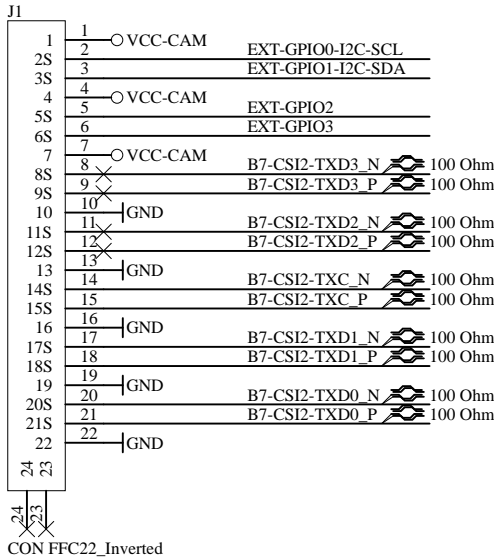 J1
1 1 VCC-CAM
2S 2 EXT-GPIO0-I2C-SCL
3S 3 EXT-GPIO1-I2C-SDA
4 4 VCC-CAM
5S 5 EXT-GPIO2
6S 6 EXT-GPIO3
7 7 VCC-CAM
8S 8 B7-CSI2-TXD3_N 100 Ohm
9S 9 B7-CSI2-TXD3_P 100 Ohm
10 10 GND
11S 11 B7-CSI2-TXD2_N 100 Ohm
12S 12 B7-CSI2-TXD2_P 100 Ohm
13 13 GND
14S 14 B7-CSI2-TXC_N 100 Ohm
15S 15 B7-CSI2-TXC_P 100 Ohm
16 16 GND
17S 17 B7-CSI2-TXD1_N 100 Ohm
18S 18 B7-CSI2-TXD1_P 100 Ohm
19 19 GND
20S 20 B7-CSI2-TXD0_N 100 Ohm
21S 21 B7-CSI2-TXD0_P 100 Ohm
22 22 GND
24 23
24 23
CON FFC22_Inverted